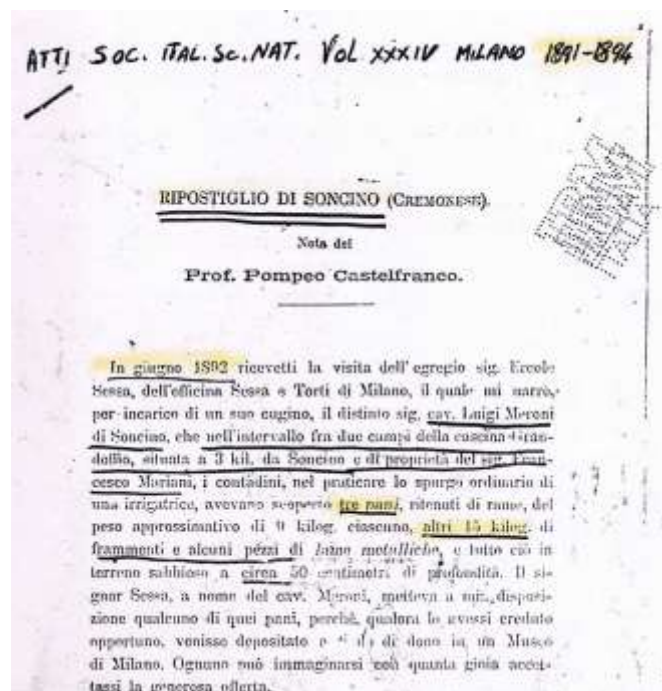 ATTI SOC. ITAL. Sc. NAT. VOL XXXIV MILANO 1891-1894
RIPOSTIGLIO DI SONCINO (CREMONESE).
Nota del
Prof. Pompeo Castelfranco.
In giugno 1892 ricevetti la visita dell'egregio sig. Ercole
Sessa, dell'officina Sessa e Torti di Milano, il quale mi narrò,
per incarico di un suo cugino, il distinto sig. cav. Luigi Meroni
di Soncino, che nell'intervallo fra due campi della cascina
situata a 3 kil. da Soncino e di proprietà del sig. Fran-
cesco Mariani, i contadini, nel praticare lo spurgo ordinario di
una irrigatrice, avevano scoperto tre pani, ritenuti di rame, del
peso approssimativo di 9 kilog. ciascuno, altri 15 kilog. di
frammenti e alcuni pezzi di lame metalliche, e tutto ciò in
terreno sabbioso a circa 50 centimetri di profondità. Il si-
gnor Sessa, a nome del cav. Meroni, metteva a mia disposi-
zione qualcuno di quei pani, perchè, qualora lo avessi creduto
opportuno, venisse depositato di dono in un Museo
di Milano. Ognuno può immaginarsi con quanta gioia accet-
tassi la generosa offerta.